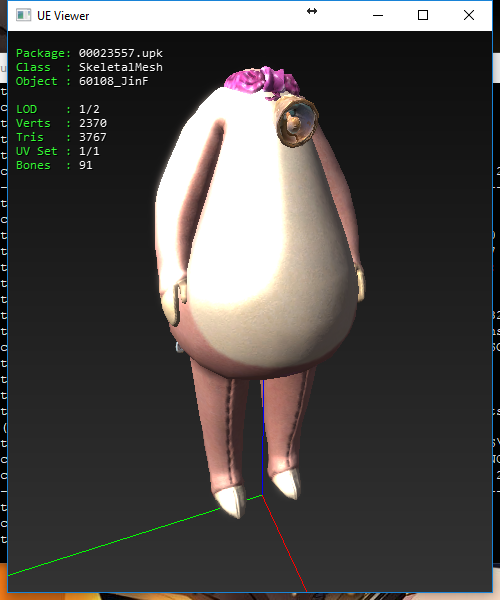 UE Viewer
Package: 00023557.upk
Class : SkeletalMesh
Object : 60108_JinF
LOD : 1/2
Verts : 2370
Tris : 3767
UV Set : 1/1
Bones : 91